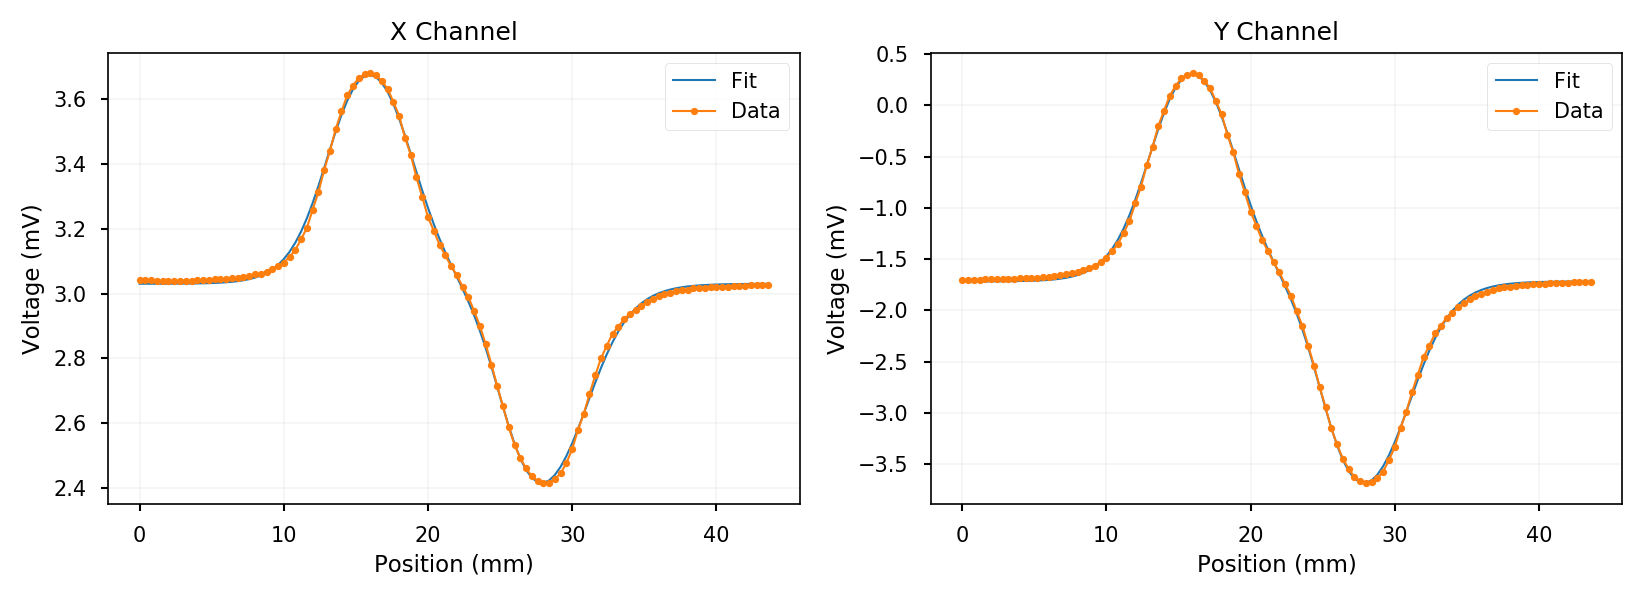 X Channel
Voltage (mV)
3.6
3.4
3.2
3.0
2.8
2.6
2.4
0 10 20 30 40
Position (mm)
Fit
Data
Y Channel
Voltage (mV)
0.5
0.0
−0.5
−1.0
−1.5
−2.0
−2.5
−3.0
−3.5
0 10 20 30 40
Position (mm)
Fit
Data